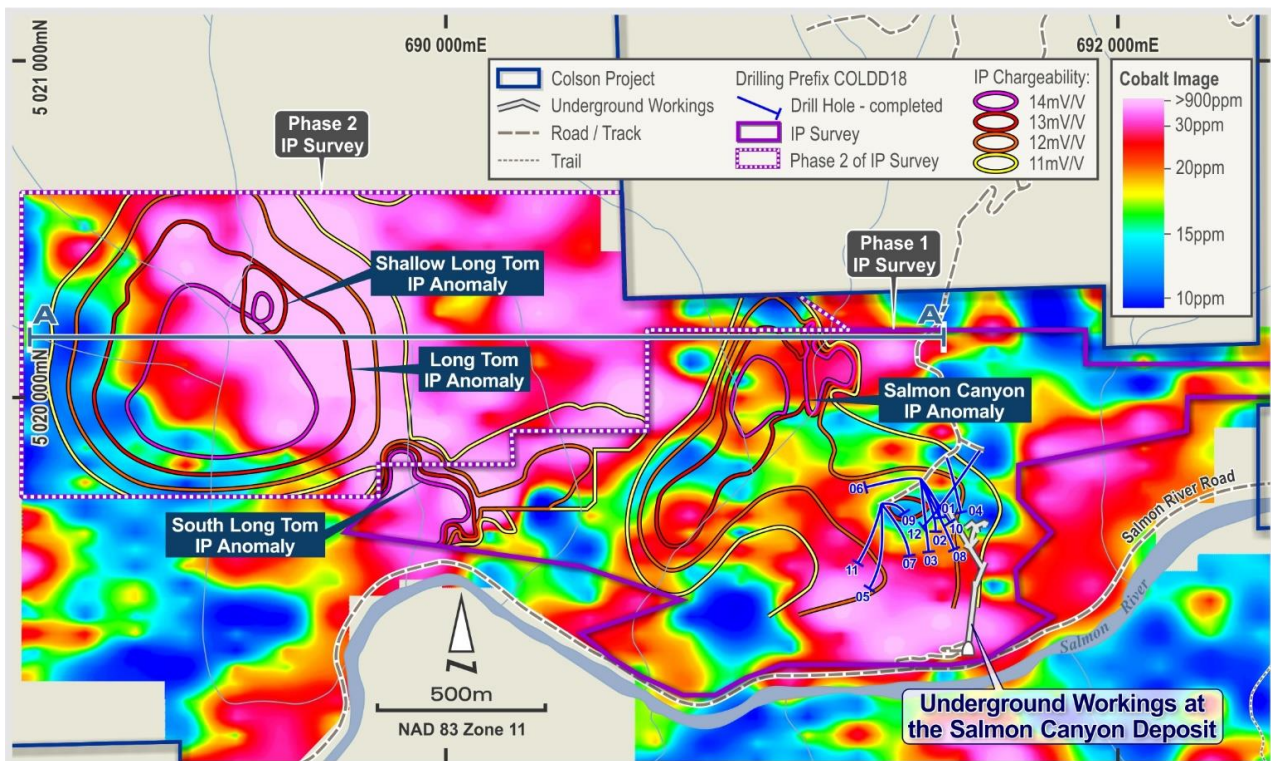 690 000mE
692 000mE
5 021 000mN
5 020 000mN
Colson Project
Underground Workings
Road / Track
Trail
Drilling Prefix COLDD18
Drill Hole - completed
IP Survey
Phase 2 of IP Survey
IP Chargeability:
14mV/V
13mV/V
12mV/V
11mV/V
Cobalt Image
>900ppm
30ppm
20ppm
15ppm
10ppm
Phase 2
IP Survey
Phase 1
IP Survey
Shallow Long Tom
IP Anomaly
A
A
Long Tom
IP Anomaly
Salmon Canyon
IP Anomaly
South Long Tom
IP Anomaly
06
09
01
04
12
10
02
11
07
03
08
05
Salmon River Road
Salmon River
Underground Workings at
the Salmon Canyon Deposit
N
500m
NAD 83 Zone 11